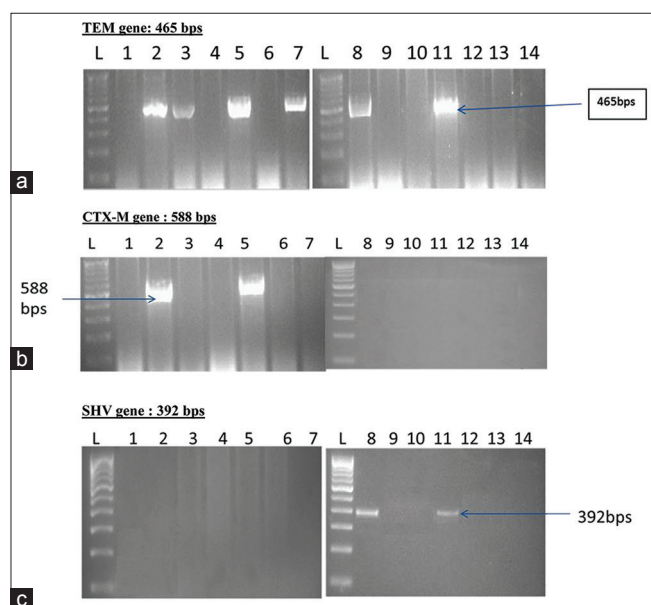 TEM gene: 465 bps
L 1 2 3 4 5 6 7 L 8 9 10 11 12 13 14
465bps
a
CTX-M gene : 588 bps
L 1 2 3 4 5 6 7 L 8 9 10 11 12 13 14
588
bps
b
SHV gene : 392 bps
L 1 2 3 4 5 6 7 L 8 9 10 11 12 13 14
392bps
c